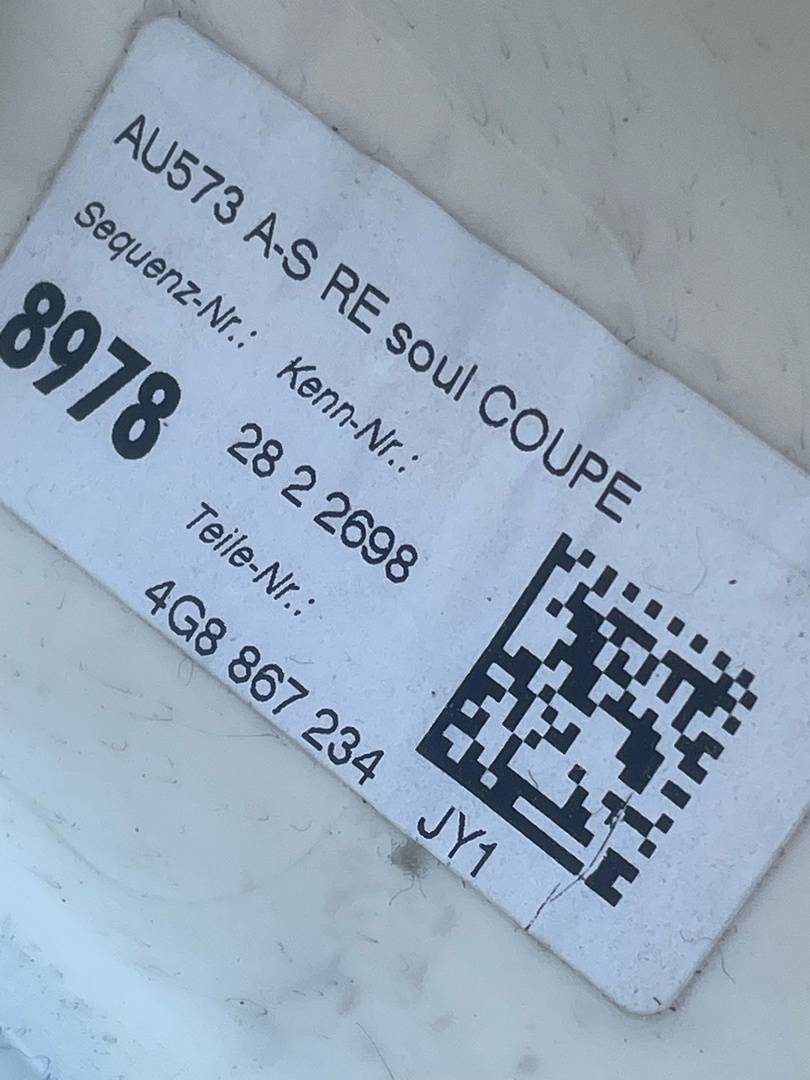 AU573 A-S RE soul COUPE
Sequenz-Nr.: Kenn-Nr.:
8978 28 2 2698
Teile-Nr.:
4G8 867 234 JY1